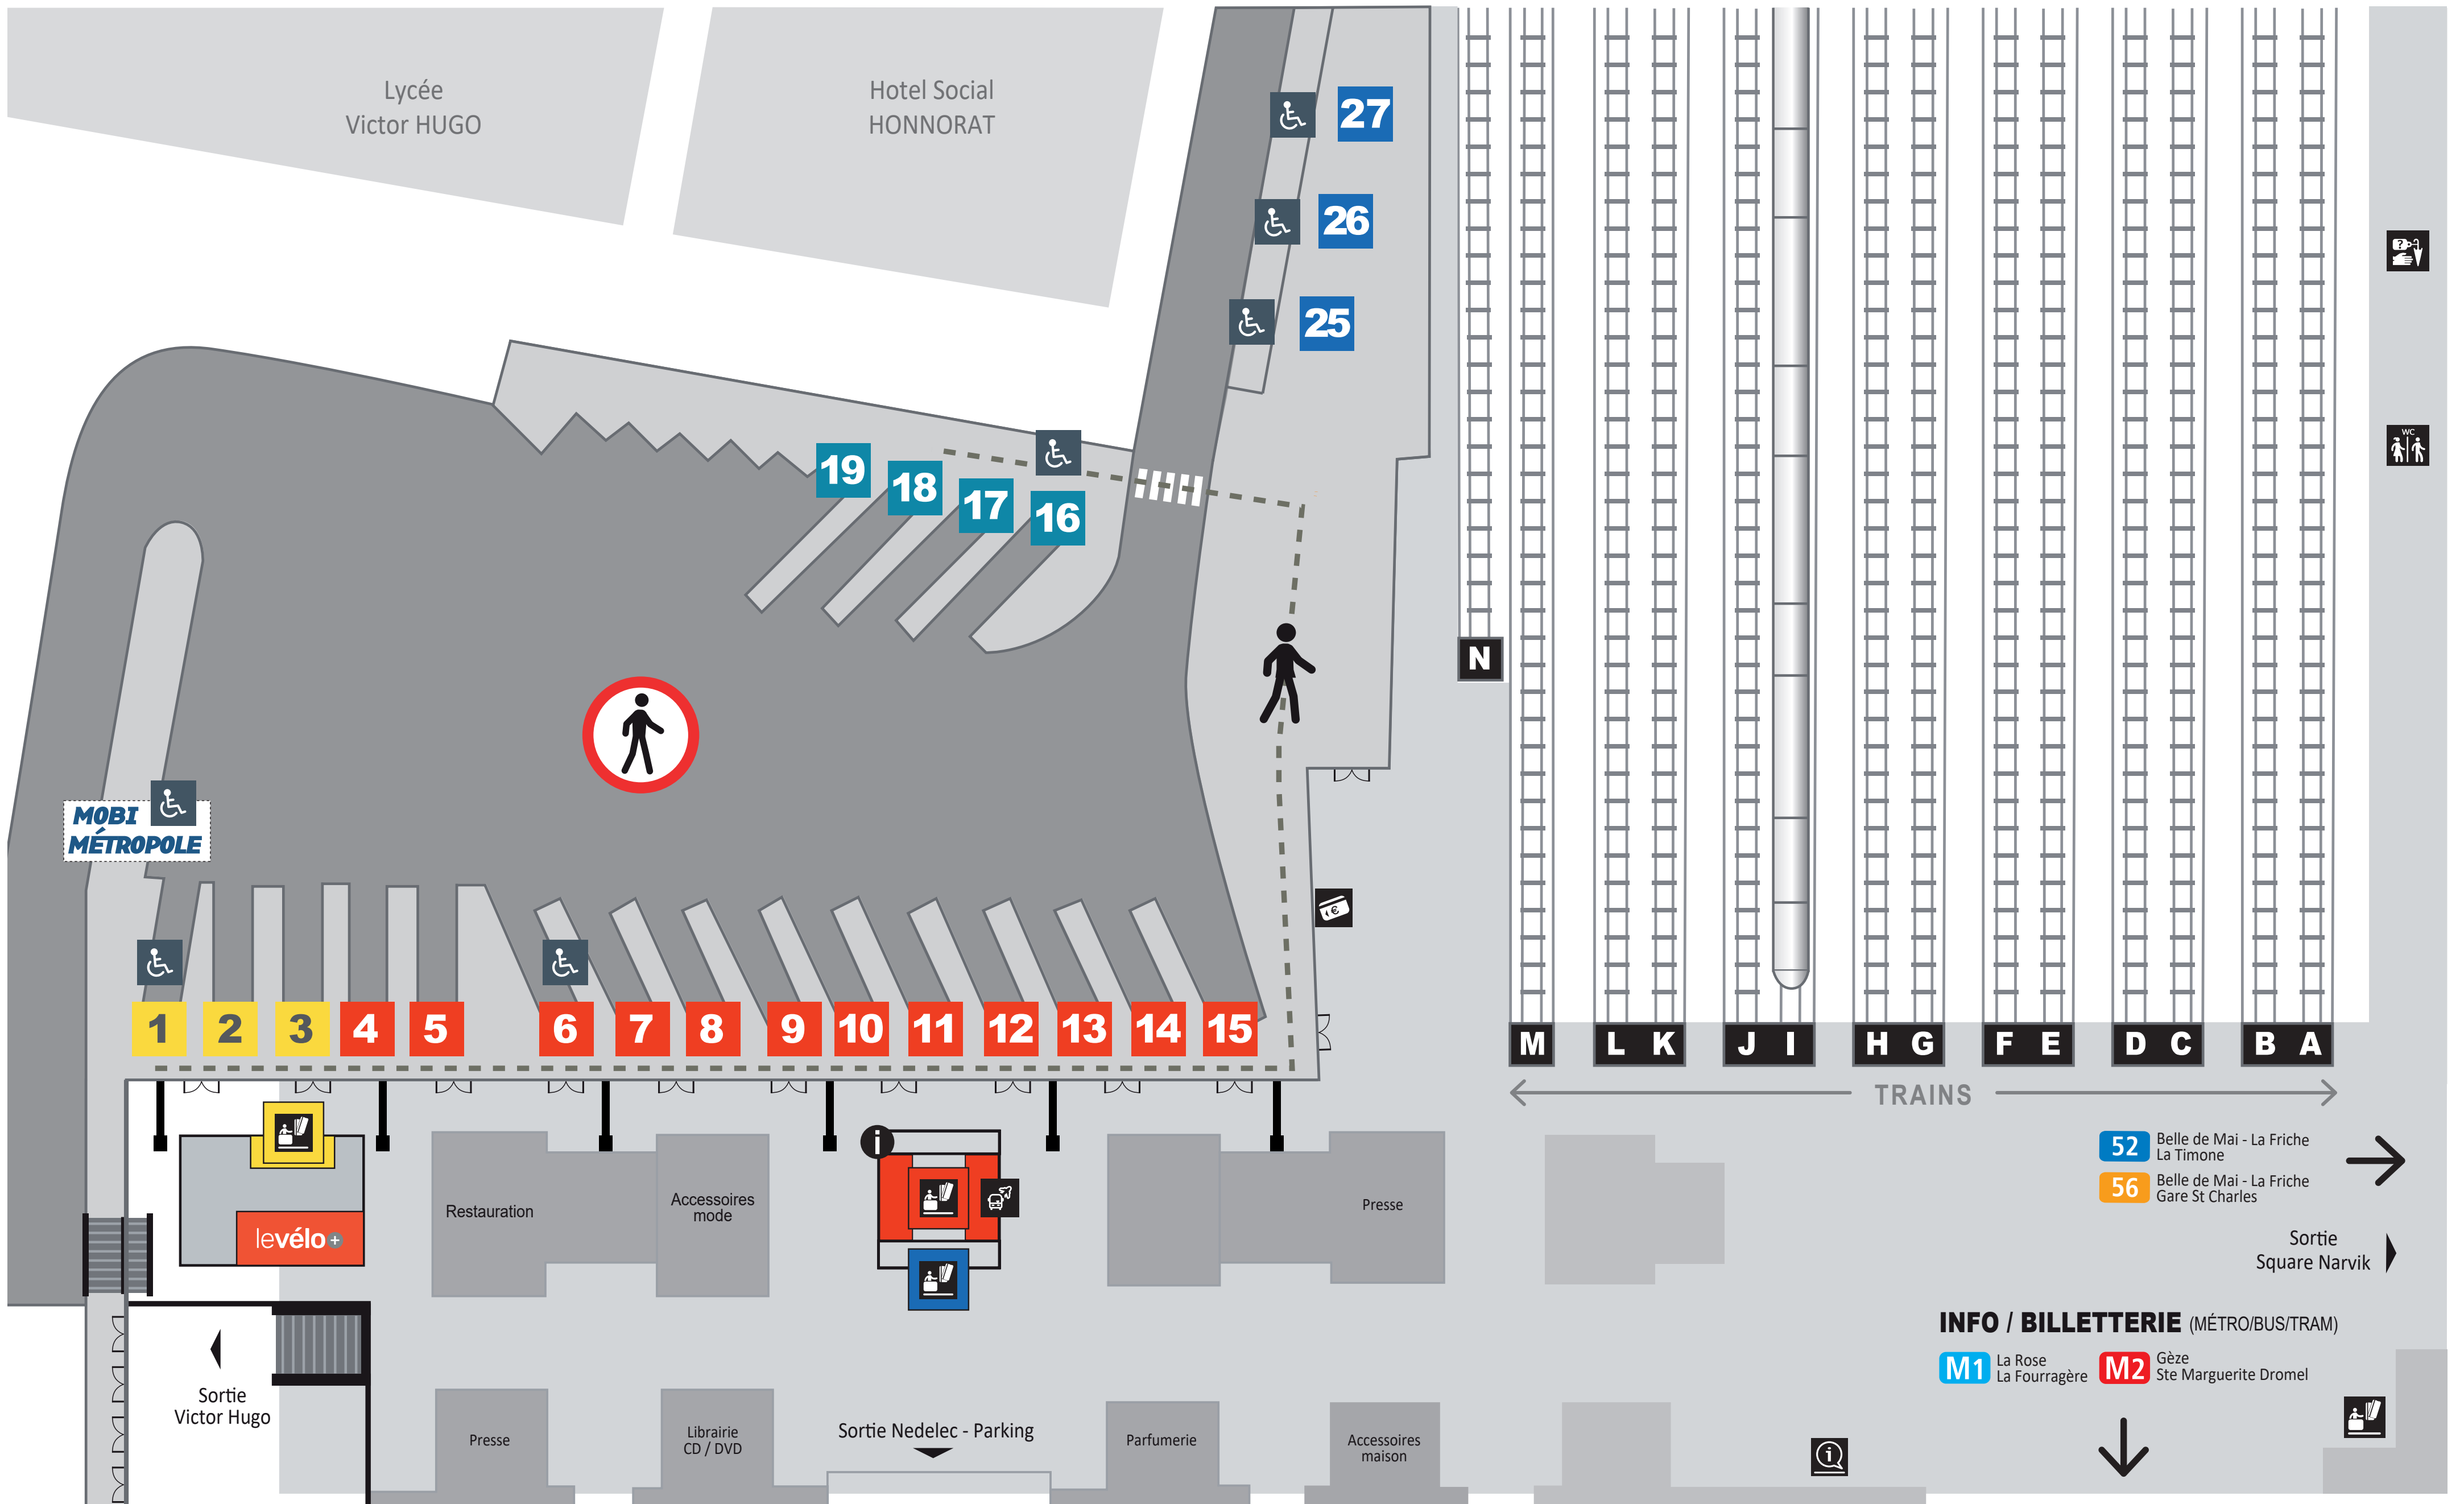 Lycée
Victor HUGO
Hotel Social
HONNORAT
27
26
25
19
18
17
16
N
MOBI
MÉTROPOLE
€
1
2
3
4
5
6
7
8
9
10
11
12
13
14
15
M
L
K
J
I
H
G
F
E
D
C
B
A
TRAINS
?
WC
levélo+
Restauration
Accessoires
mode
i
Presse
52
Belle de Mai - La Friche
La Timone
56
Belle de Mai - La Friche
Gare St Charles
Sortie
Square Narvik
INFO / BILLETTERIE (MÉTRO/BUS/TRAM)
M1
La Rose
La Fourragère
M2
Gèze
Ste Marguerite Dromel
Sortie
Victor Hugo
Presse
Librairie
CD / DVD
Sortie Nedelec - Parking
Parfumerie
Accessoires
maison
i